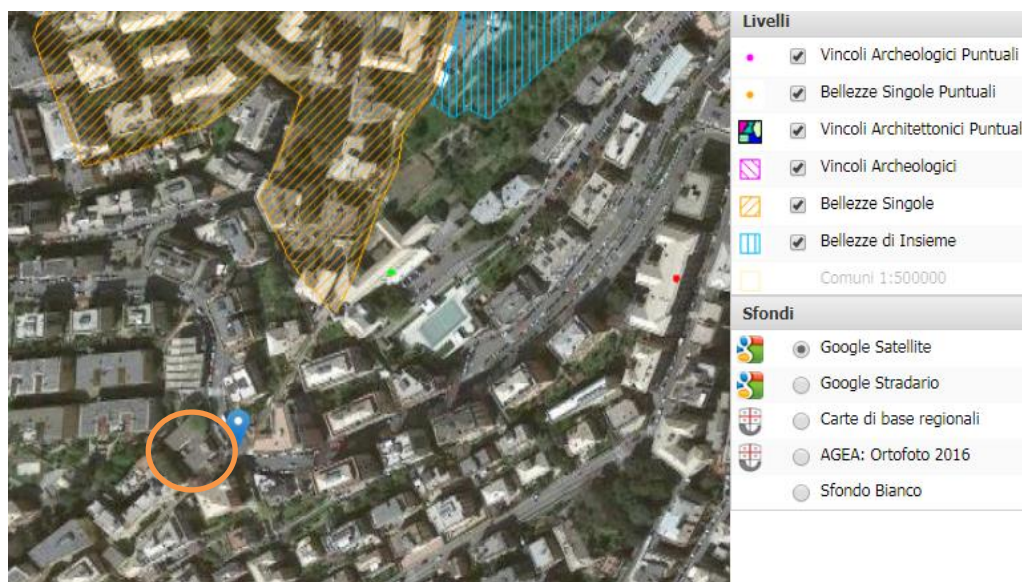 Livelli
Vincoli Archeologici Puntuali
Bellezze Singole Puntuali
Vincoli Architettonici Puntual
Vincoli Archeologici
Bellezze Singole
Bellezze di Insieme
Comuni 1:500000
Sfondi
Google Satellite
Google Stradario
Carte di base regionali
AGEA: Ortofoto 2016
Sfondo Bianco